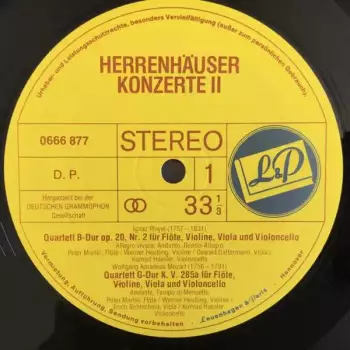 Urheber- und Leistungsschutzrechte, besonders Vervielfältigung (außer zum persönlichen Gebrauch),
HERRENHÄUSER
KONZERTE II
0666 877
STEREO
L&P
D. P.
1
Hergestellt bei der
DEUTSCHEN GRAMMOPHON
Gesellschaft
33 1/3
Ignaz Pleyel (1757 - 1831)
Quartett B-Dur op. 20, Nr. 2 für Flöte, Violine, Viola und Violoncello
Allegro vivace, Andante, Rondo-Allegro
Peter Martin, Flöte / Werner Heutling, Violine /
Konrad Haesler, Violoncello
Wolfgang Amadeus Mozart (1756 - 1791)
Quartett G-Dur K. V. 285a für Flöte,
Violine, Viola und Violoncello
Andante, Tempo di Menuetto
Peter Martin, Flöte / Werner Heutling, Violine /
Konrad Haesler,
Violoncello
Vermietung, Aufführung, Sendung vorbehalten